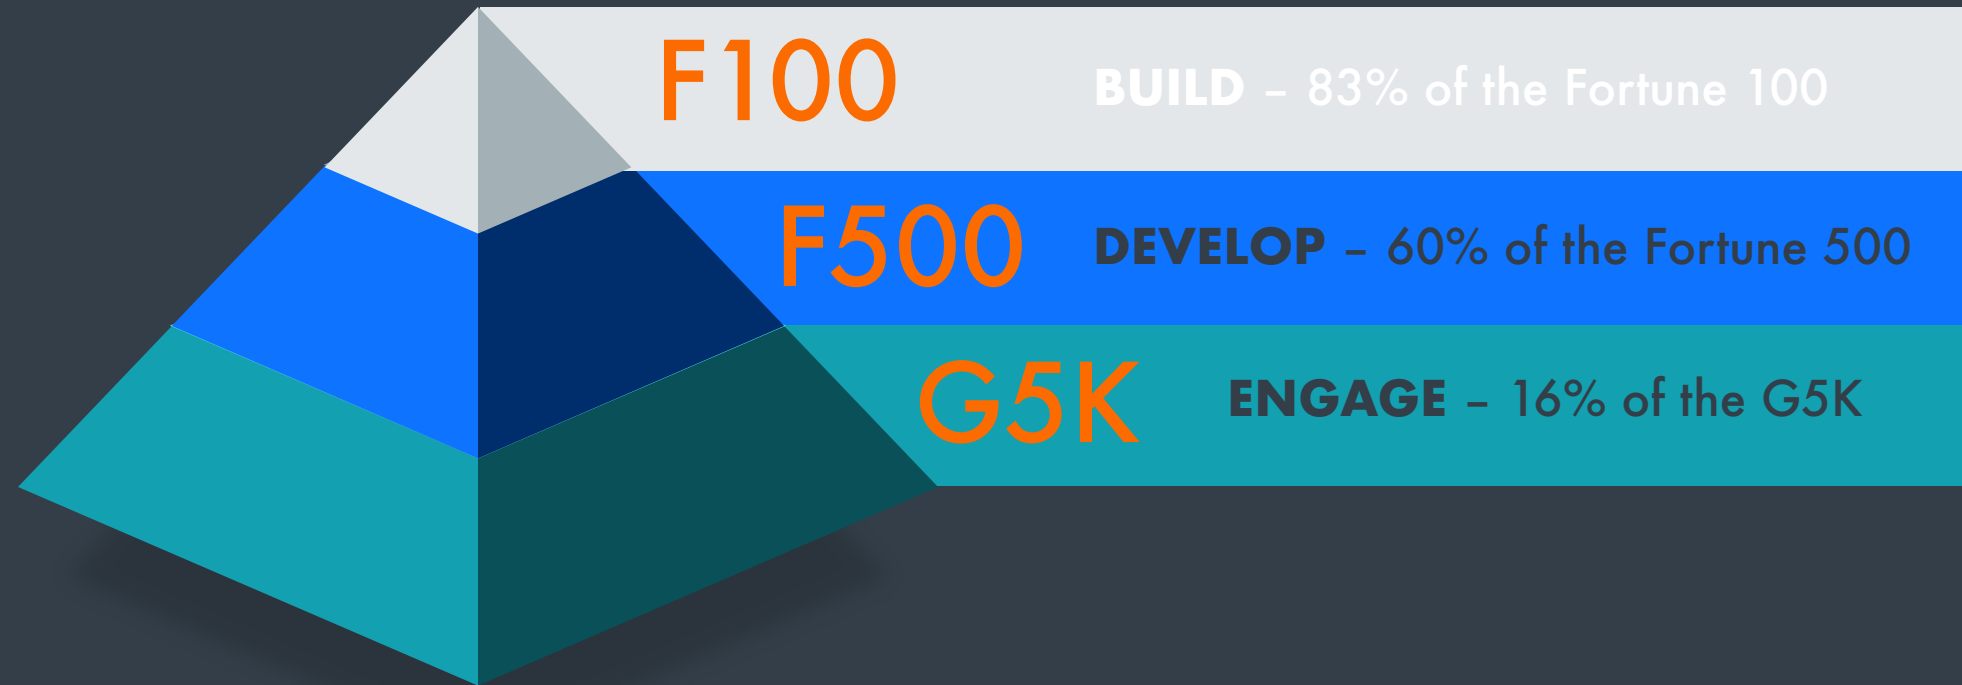 F100 BUILD – 83% of the Fortune 100
F500 DEVELOP – 60% of the Fortune 500
G5K ENGAGE – 16% of the G5K